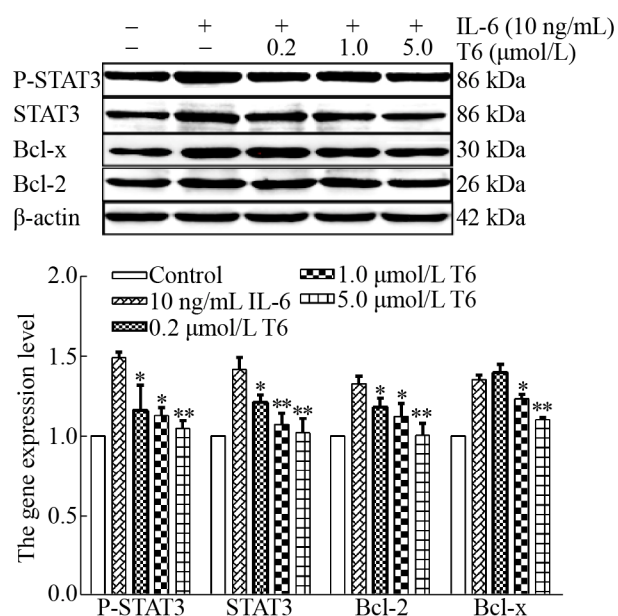 − + + + + IL-6 (10 ng/mL)
− − 0.2 1.0 5.0 T6 (μmol/L)
P-STAT3 86 kDa
STAT3 86 kDa
Bcl-x 30 kDa
Bcl-2 26 kDa
β-actin 42 kDa
2.0
Control 1.0 μmol/L T6
10 ng/mL IL-6 5.0 μmol/L T6
0.2 μmol/L T6
1.5
* * ** * ** ** * * ** * **
1.0
0.5
0.0
The gene expression level
P-STAT3 STAT3 Bcl-2 Bcl-x